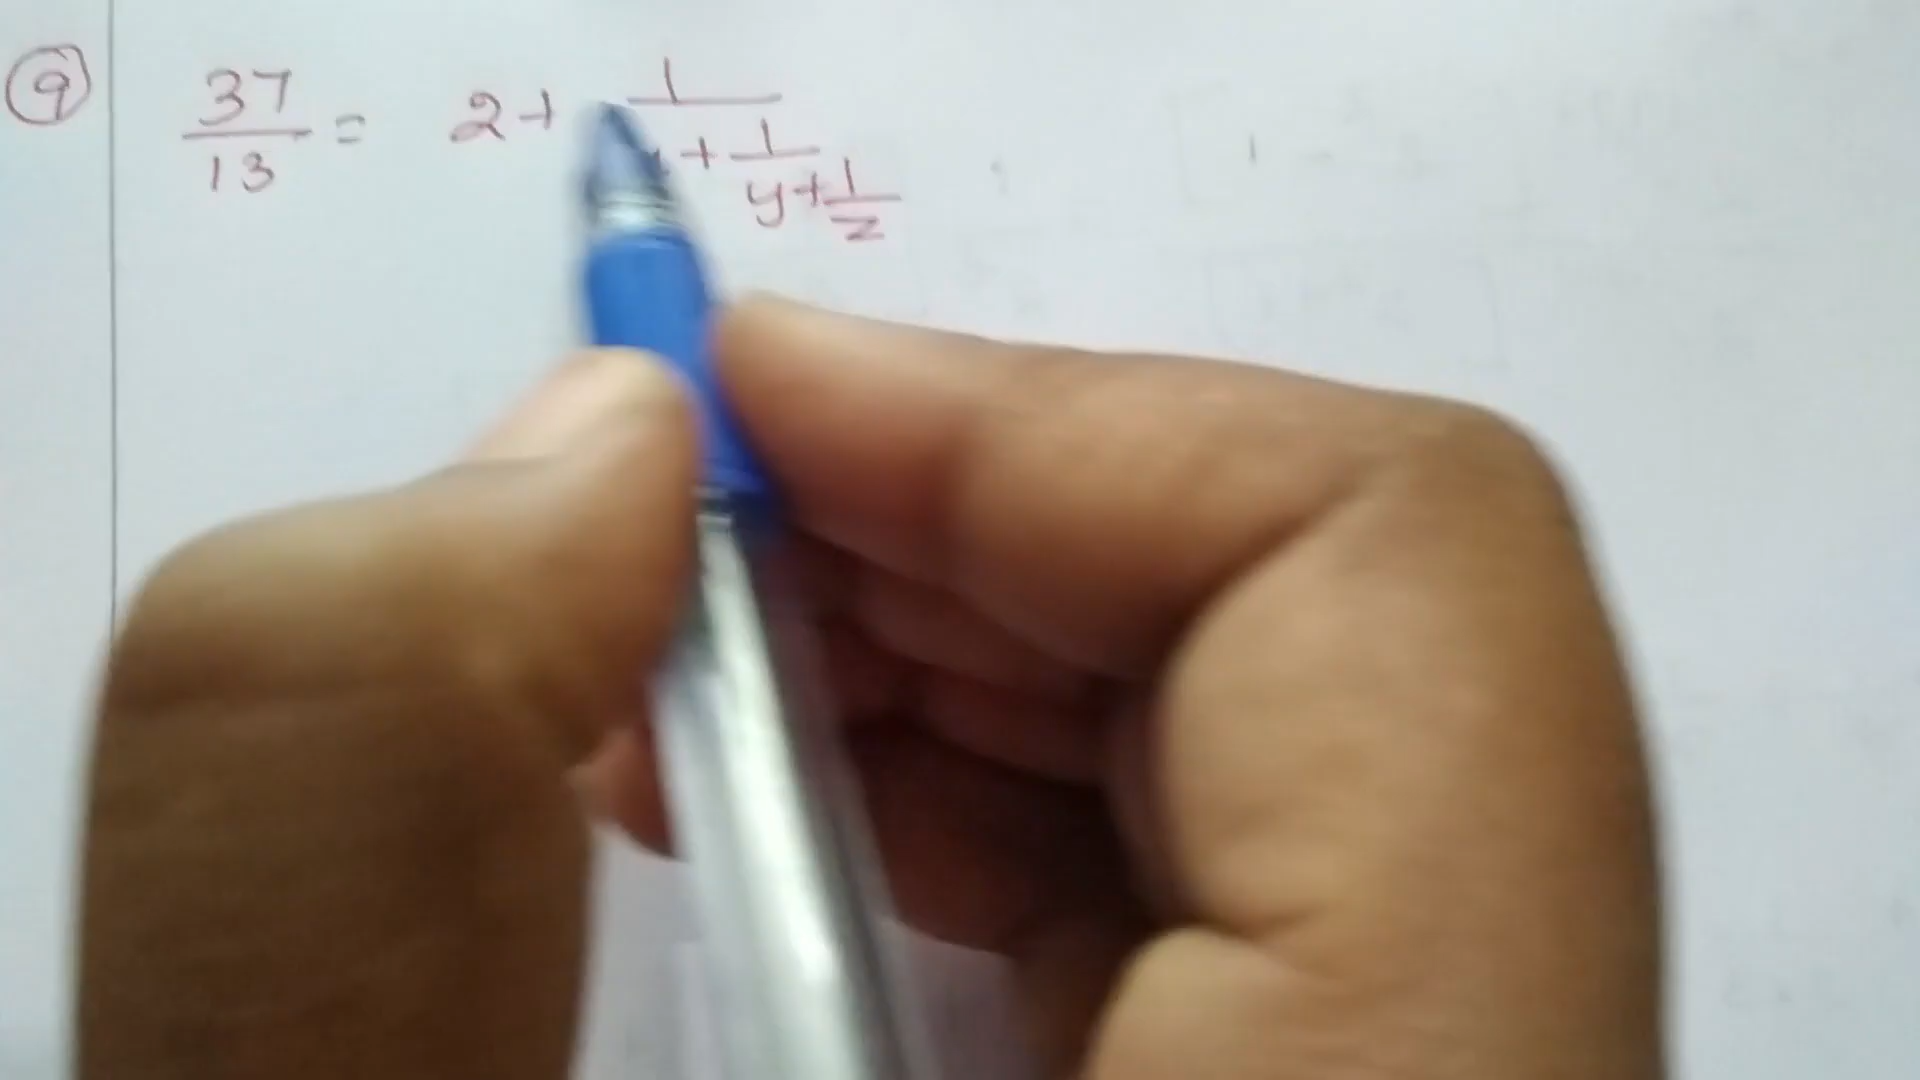 9
37/13 = 2 + 1/( + 1/(y + 1/z))